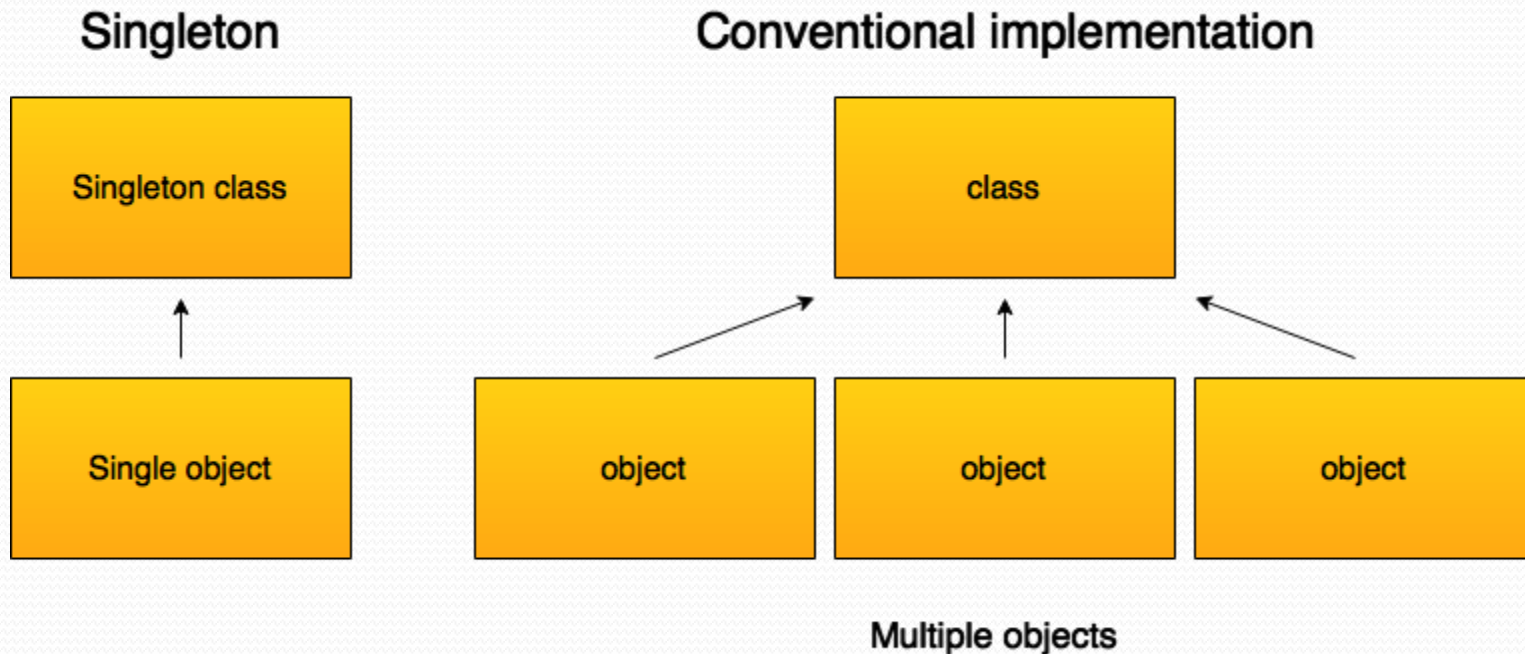 Singleton
Conventional implementation
Singleton class
class
Single object
object
object
object
Multiple objects